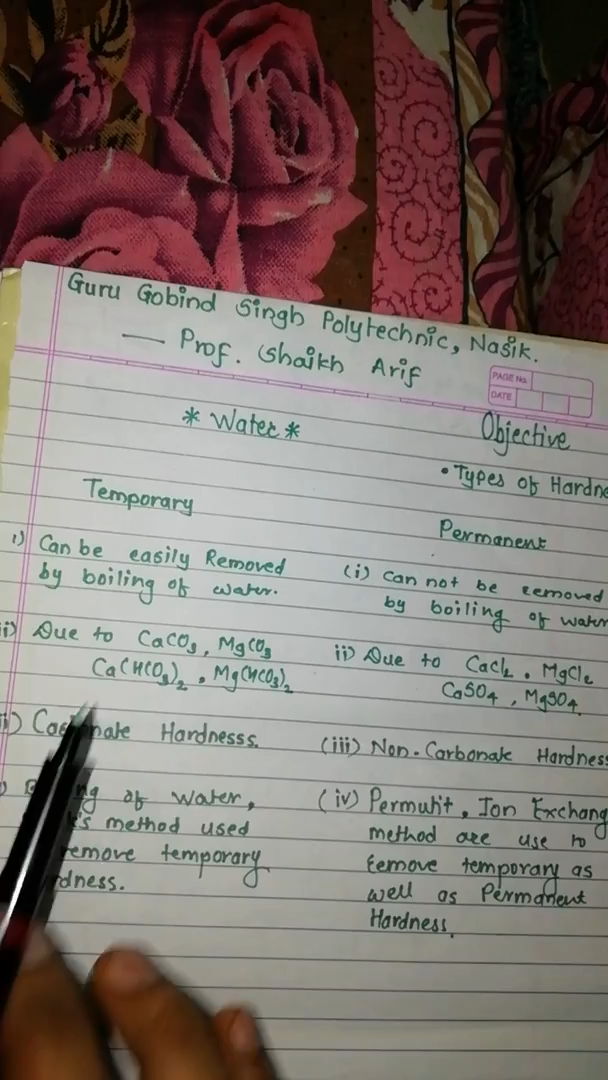 Guru Gobind Singh Polytechnic, Nasik.
— Prof. Shaikh Arif
PAGE No.
DATE
* Water *
Objective
• Types of Hardne
Temporary
Permanent
i) Can be easily Removed
by boiling of water.
(i) Can not be removed
by boiling of water
ii) Due to CaCO3, MgCO3
Ca(HCO3)2, Mg(HCO3)2
ii) Due to CaCl2, MgCl2
CaSO4, MgSO4.
Hardnesss.
(iii) Non-Carbonate Hardness
of water,
method used
remove temporary
(iv) Permutit, Ion Exchang
method are use to
remove temporary as
well as Permanent
Hardness.